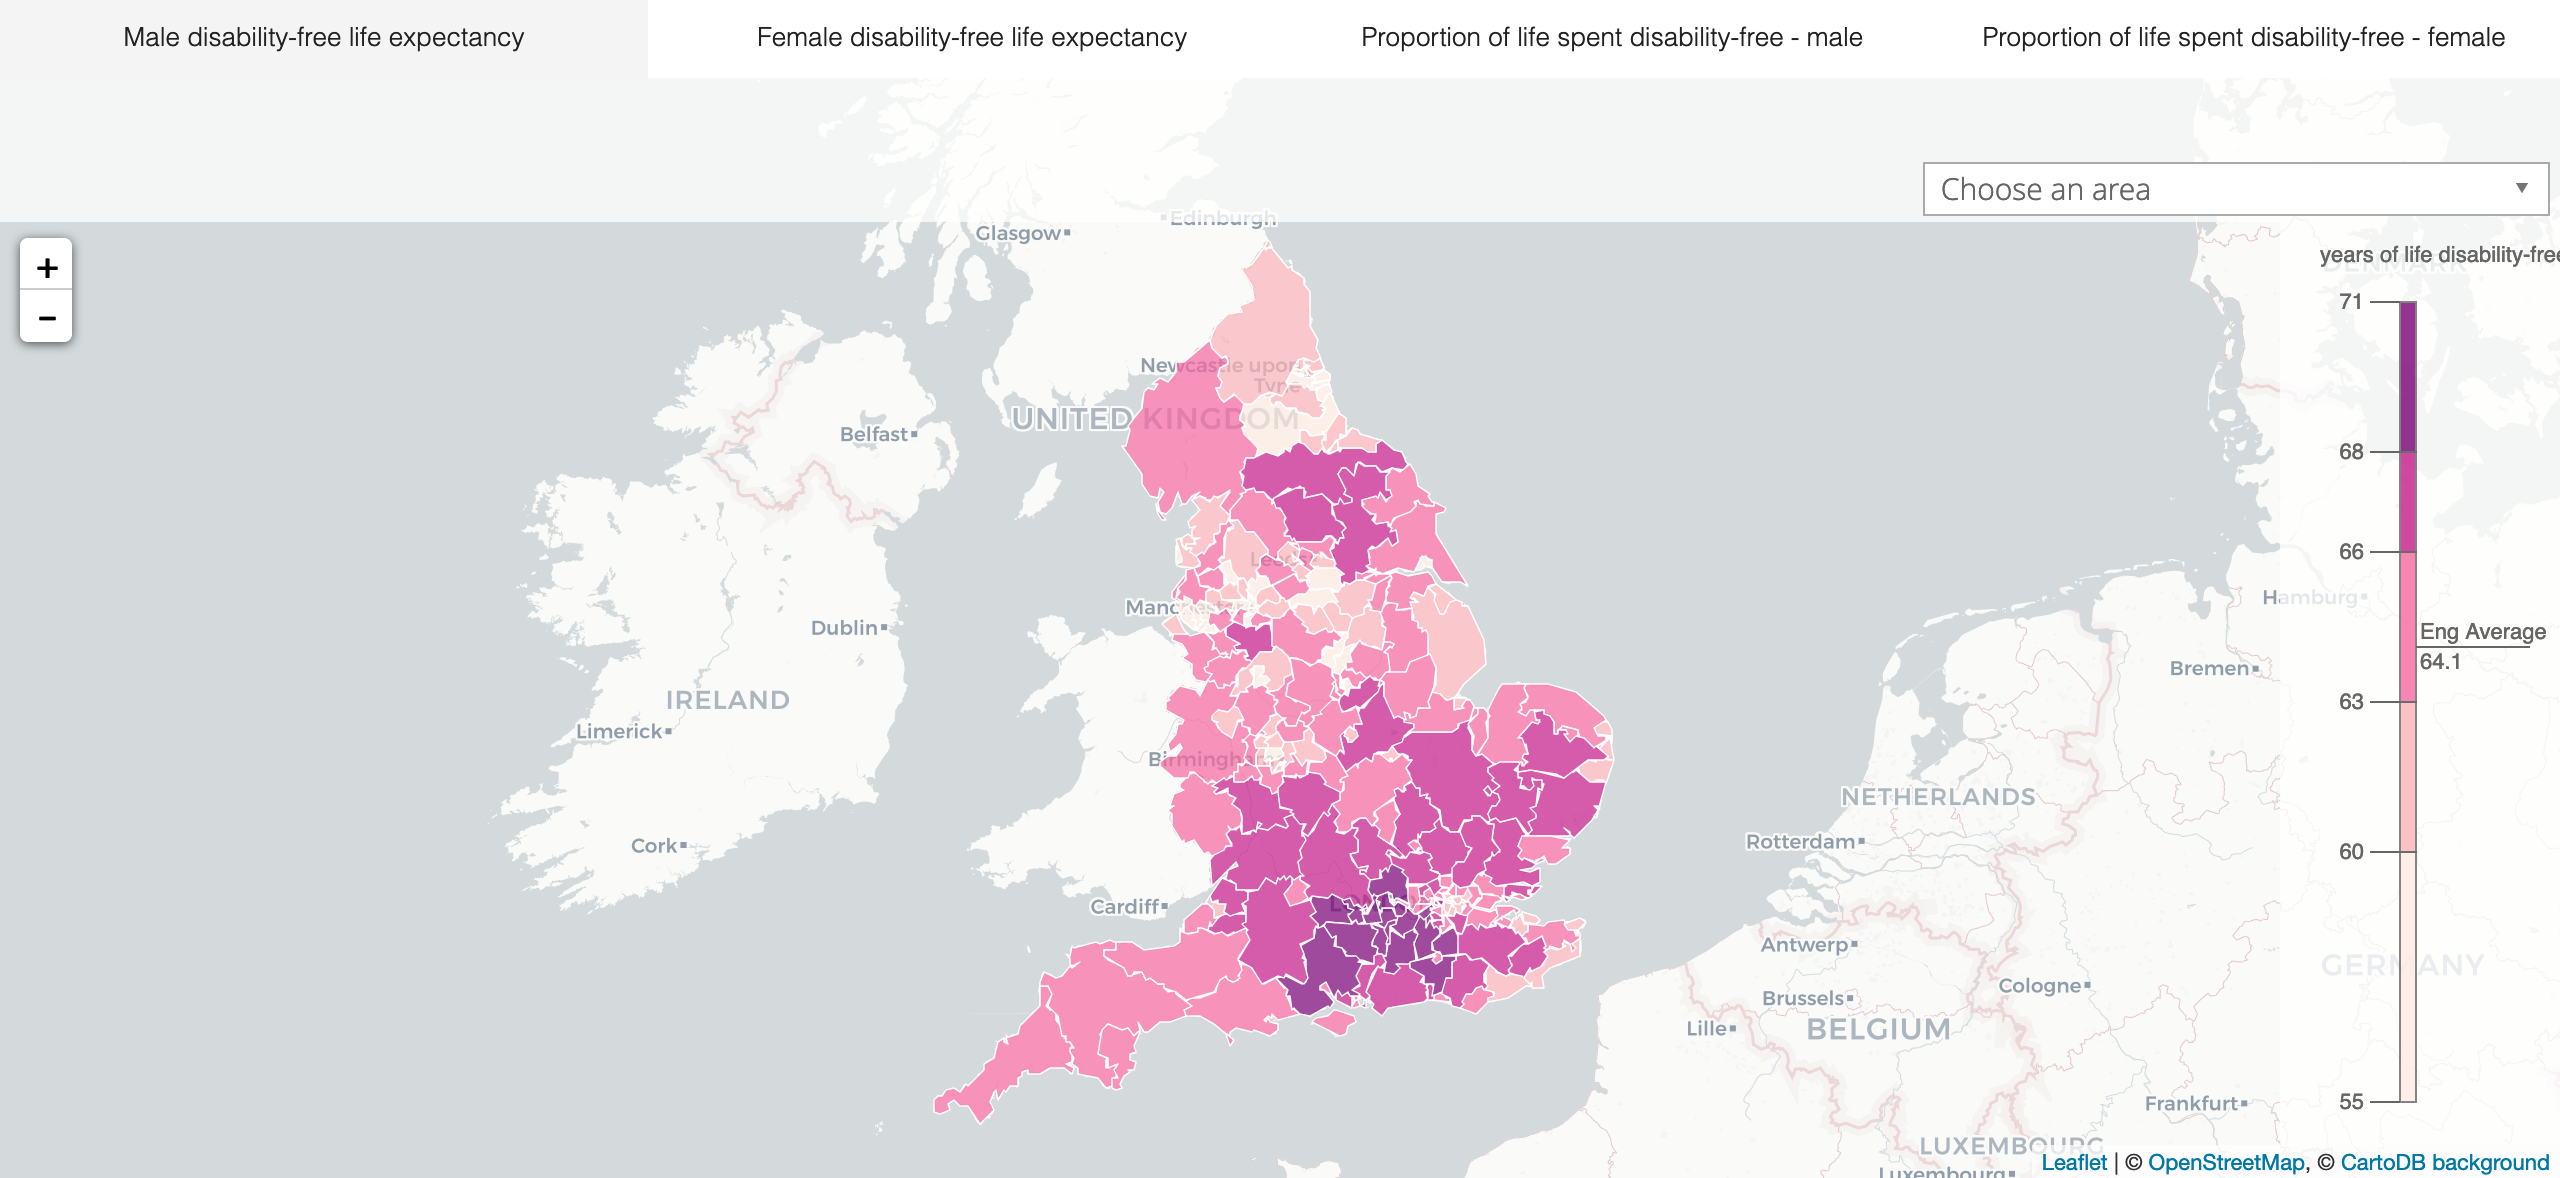 Male disability-free life expectancy
Female disability-free life expectancy
Proportion of life spent disability-free - male
Proportion of life spent disability-free - female
Choose an area
Edinburgh
Glasgow
+
−
years of life disability-free
DENMARK
71
Newcastle upon
Tyne
UNITED KINGDOM
Belfast
68
Leeds
66
Hamburg
Manchester
Dublin
Eng Average
64.1
Bremen
IRELAND
63
Limerick
Birmingham
NETHERLANDS
Rotterdam
Cork
60
Cardiff
Antwerp
GERMANY
Cologne
Brussels
Lille
BELGIUM
Frankfurt
55
LUXEMBOURG
Luxembourg
Leaflet | © OpenStreetMap, © CartoDB background